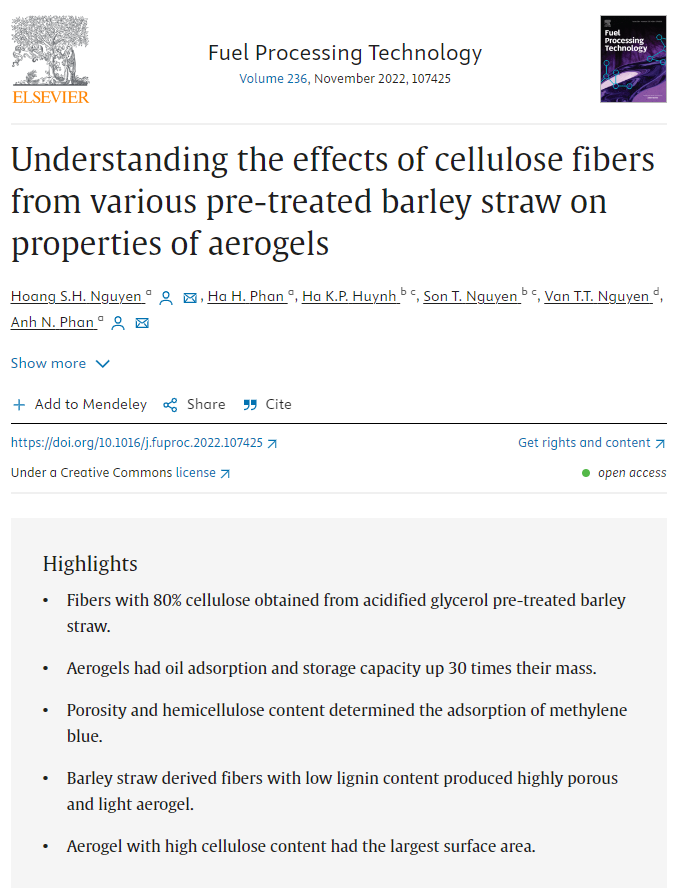 ELSEVIER
Fuel Processing Technology
Volume 236, November 2022, 107425
Fuel
Processing
Technology
Understanding the effects of cellulose fibers
from various pre-treated barley straw on
properties of aerogels
Hoang S.H. Nguyen a, Ha H. Phan a, Ha K.P. Huynh b c, Son T. Nguyen b c, Van T.T. Nguyen d,
Anh N. Phan a
Show more
Add to Mendeley Share Cite
https://doi.org/10.1016/j.fuproc.2022.107425 Get rights and content
Under a Creative Commons license open access
Highlights
• Fibers with 80% cellulose obtained from acidified glycerol pre-treated barley
straw.
• Aerogels had oil adsorption and storage capacity up 30 times their mass.
• Porosity and hemicellulose content determined the adsorption of methylene
blue.
• Barley straw derived fibers with low lignin content produced highly porous
and light aerogel.
• Aerogel with high cellulose content had the largest surface area.